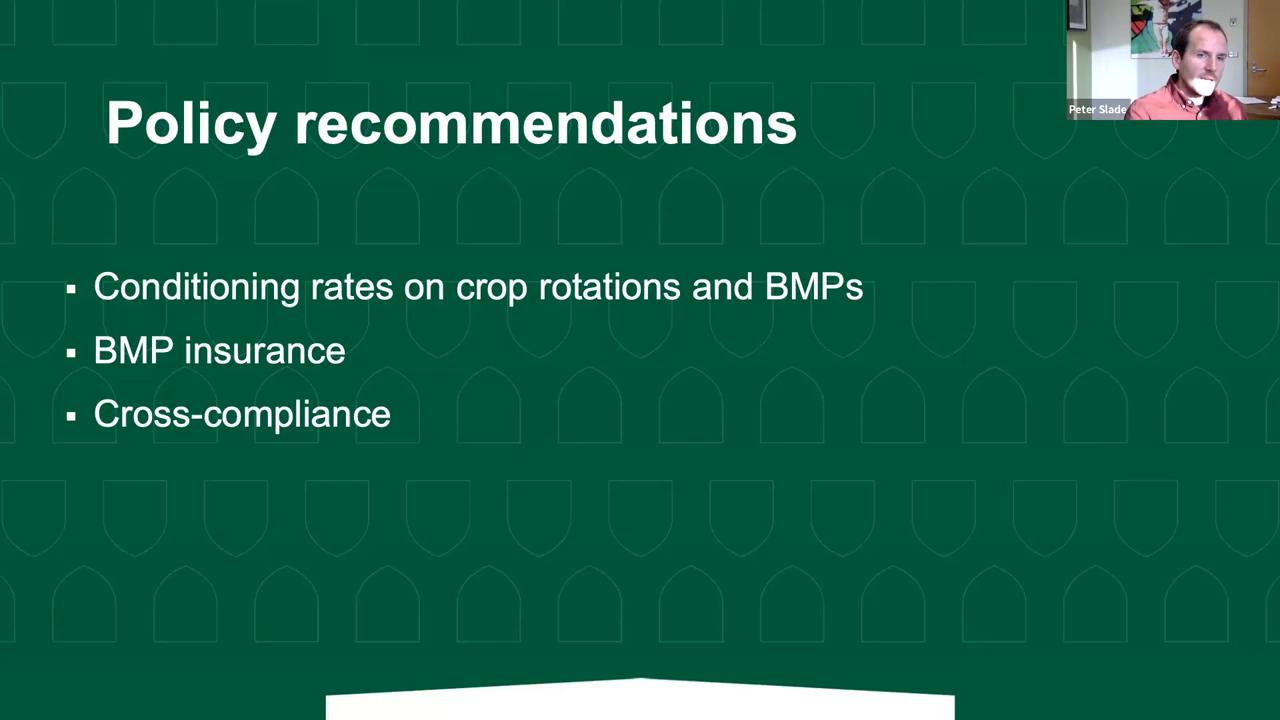 Policy recommendations
Peter Slade
▪ Conditioning rates on crop rotations and BMPs
▪ BMP insurance
▪ Cross-compliance